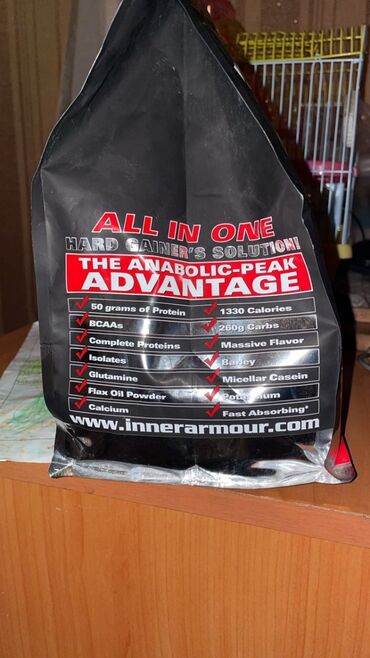 ALL IN ONE
HARD GAINER'S SOLUTION!
THE ANABOLIC-PEAK
ADVANTAGE
50 grams of Protein
BCAAs
Complete Proteins
Isolates
Glutamine
Flax Oil Powder
Calcium
1330 Calories
260g Carbs
Massive Flavor
Barley
Micellar Casein
Potassium
Fast Absorbing*
www.innerarmour.com